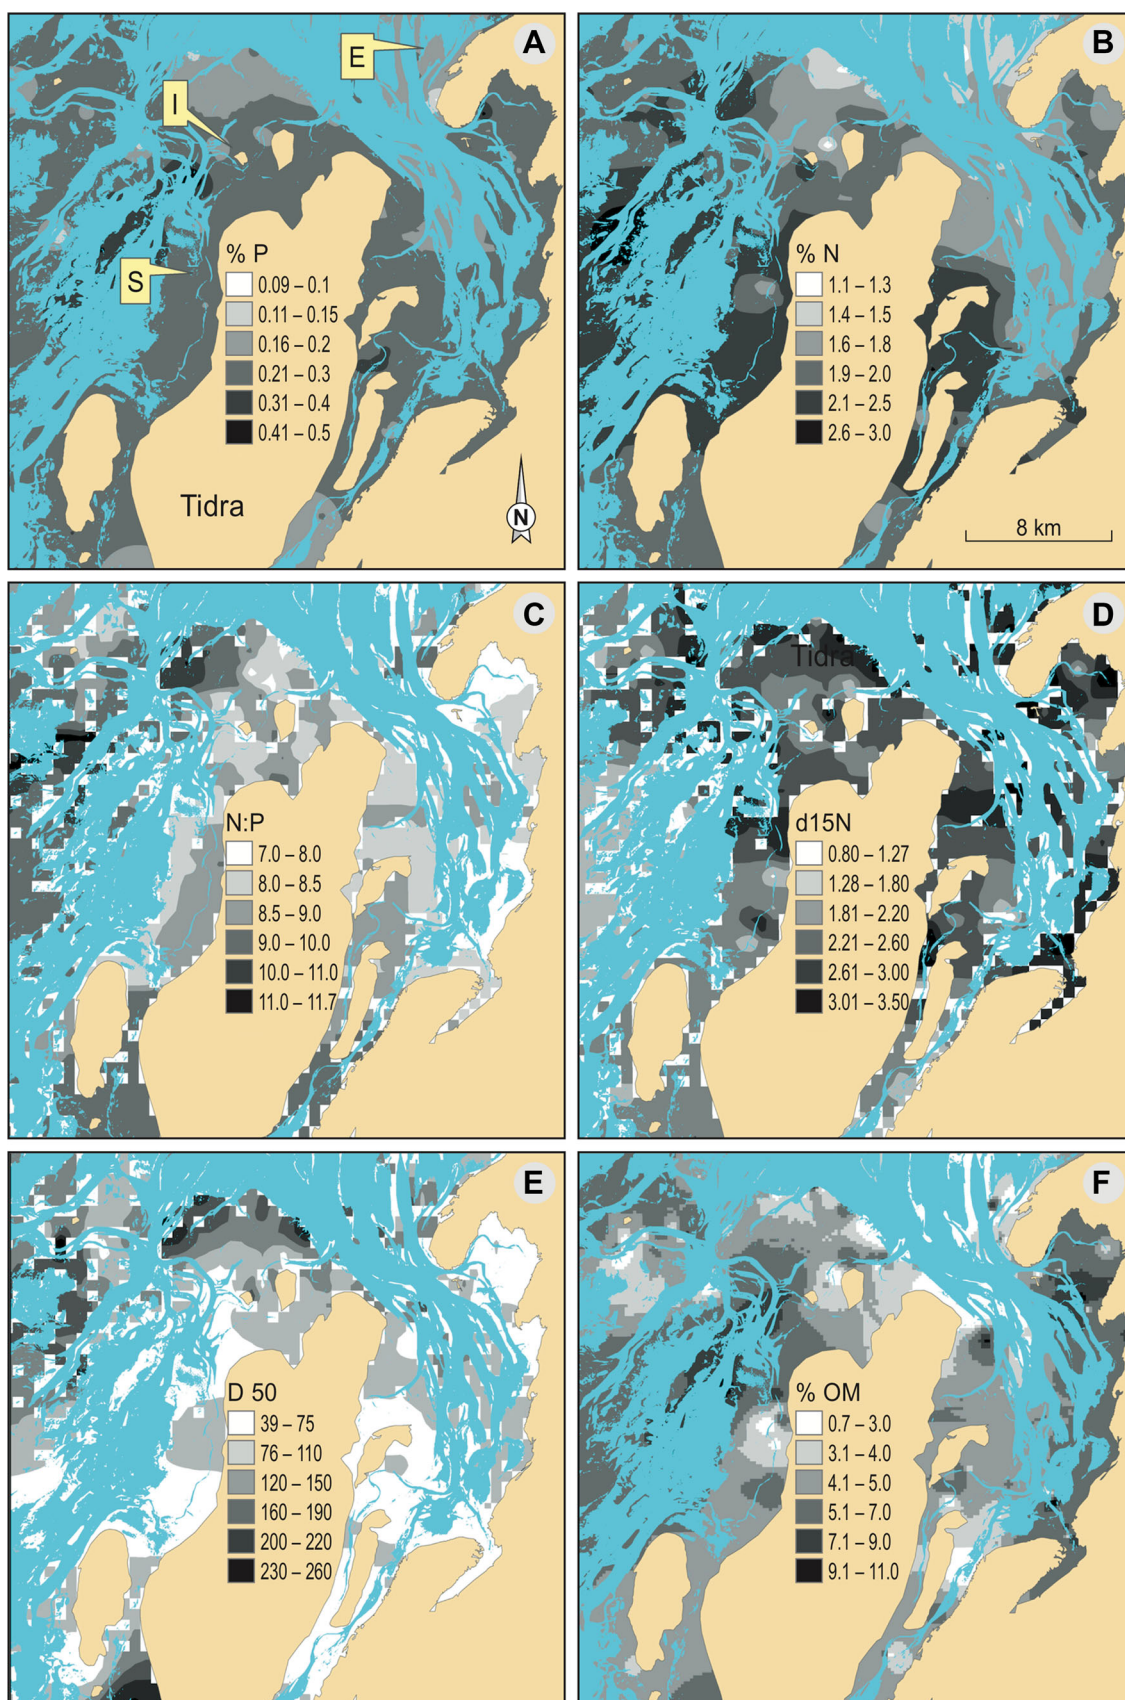 A
E
I
S
% P
0.09 – 0.1
0.11 – 0.15
0.16 – 0.2
0.21 – 0.3
0.31 – 0.4
0.41 – 0.5
Tidra
N
B
% N
1.1 – 1.3
1.4 – 1.5
1.6 – 1.8
1.9 – 2.0
2.1 – 2.5
2.6 – 3.0
8 km
C
N:P
7.0 – 8.0
8.0 – 8.5
8.5 – 9.0
9.0 – 10.0
10.0 – 11.0
11.0 – 11.7
D
Tidra
d15N
0.80 – 1.27
1.28 – 1.80
1.81 – 2.20
2.21 – 2.60
2.61 – 3.00
3.01 – 3.50
E
D 50
39 – 75
76 – 110
120 – 150
160 – 190
200 – 220
230 – 260
F
% OM
0.7 – 3.0
3.1 – 4.0
4.1 – 5.0
5.1 – 7.0
7.1 – 9.0
9.1 – 11.0